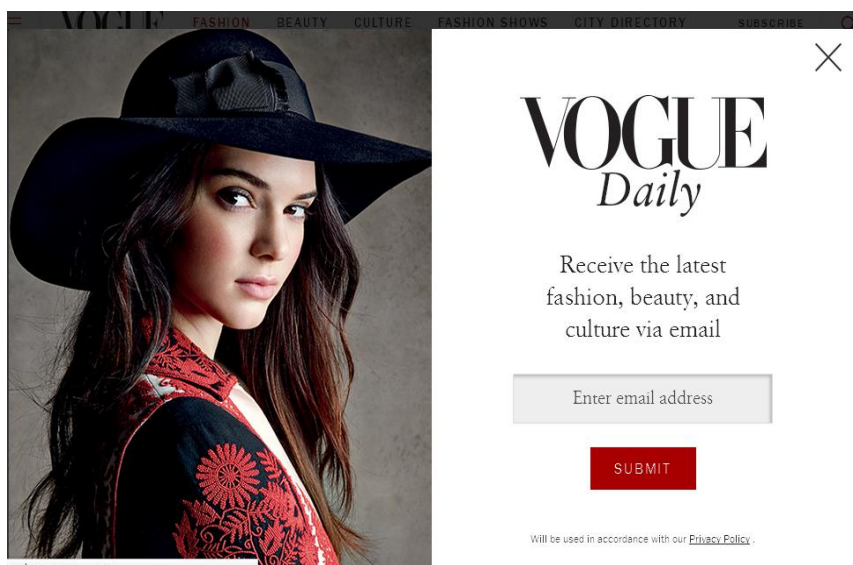 VOGUE FASHION BEAUTY CULTURE FASHION SHOWS CITY DIRECTORY SUBSCRIBE
VOGUE
Daily
Receive the latest
fashion, beauty, and
culture via email
Enter email address
SUBMIT
Will be used in accordance with our Privacy Policy .